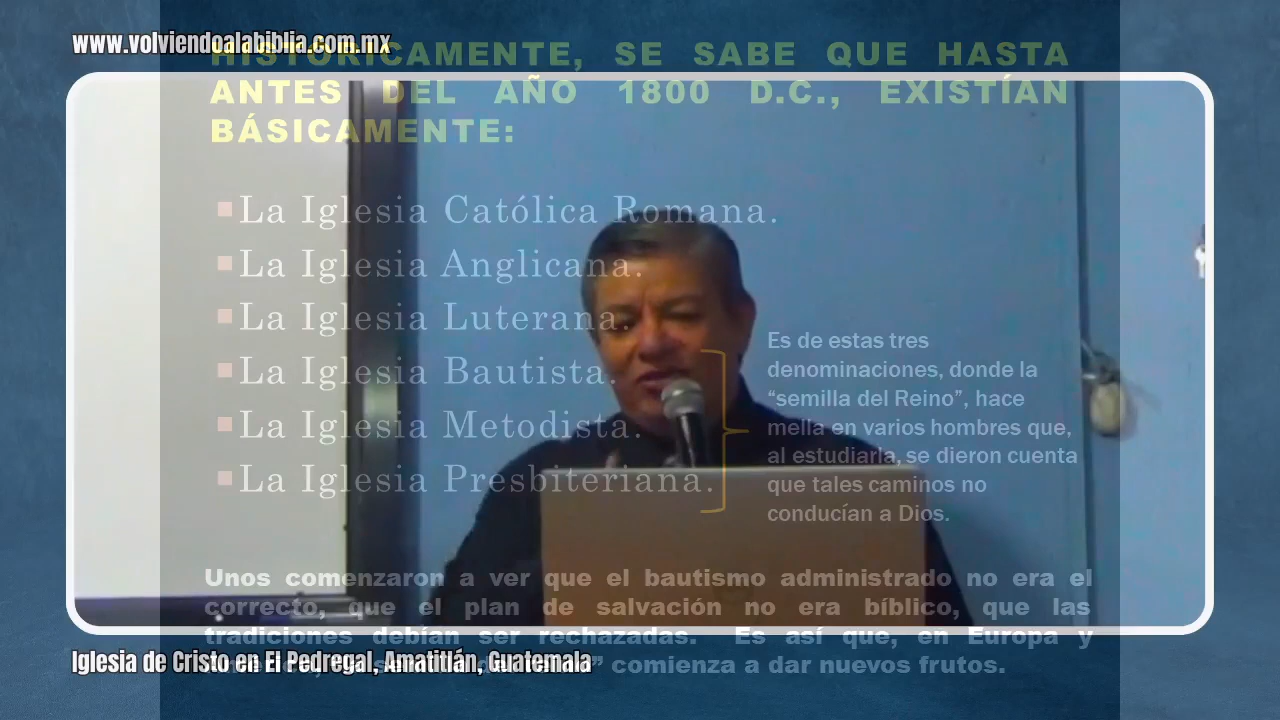 www.volviendoalabiblia.com.mx
HISTÓRICAMENTE, SE SABE QUE HASTA
ANTES DEL AÑO 1800 D.C., EXISTÍAN
BÁSICAMENTE:
La Iglesia Católica Romana.
La Iglesia Anglicana.
La Iglesia Luterana.
La Iglesia Bautista.
La Iglesia Metodista.
La Iglesia Presbiteriana.
Es de estas tres
denominaciones, donde la
“semilla del Reino”, hace
mella en varios hombres que,
al estudiarla, se dieron cuenta
que tales caminos no
conducían a Dios.
Unos comenzaron a ver que el bautismo administrado no era el
correcto, que el plan de salvación no era bíblico, que las
tradiciones debían ser rechazadas. Es así que, en Europa y
” comienza a dar nuevos frutos.
Iglesia de Cristo en El Pedregal, Amatitlán, Guatemala